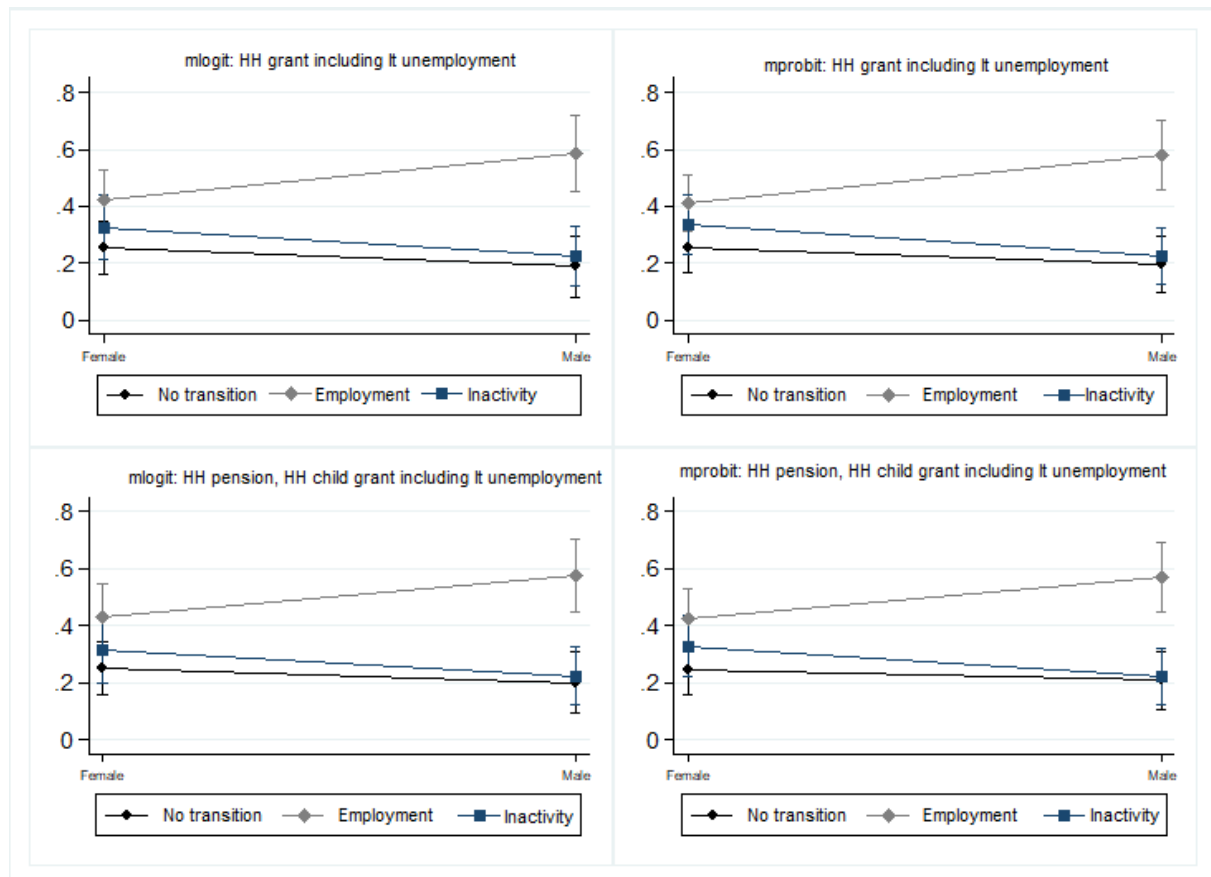 mlogit: HH grant including lt unemployment
.8
.6
.4
.2
0
Female Male
No transition Employment Inactivity
mprobit: HH grant including lt unemployment
.8
.6
.4
.2
0
Female Male
No transition Employment Inactivity
mlogit: HH pension, HH child grant including lt unemployment
.8
.6
.4
.2
0
Female Male
No transition Employment Inactivity
mprobit: HH pension, HH child grant including lt unemployment
.8
.6
.4
.2
0
Female Male
No transition Employment Inactivity